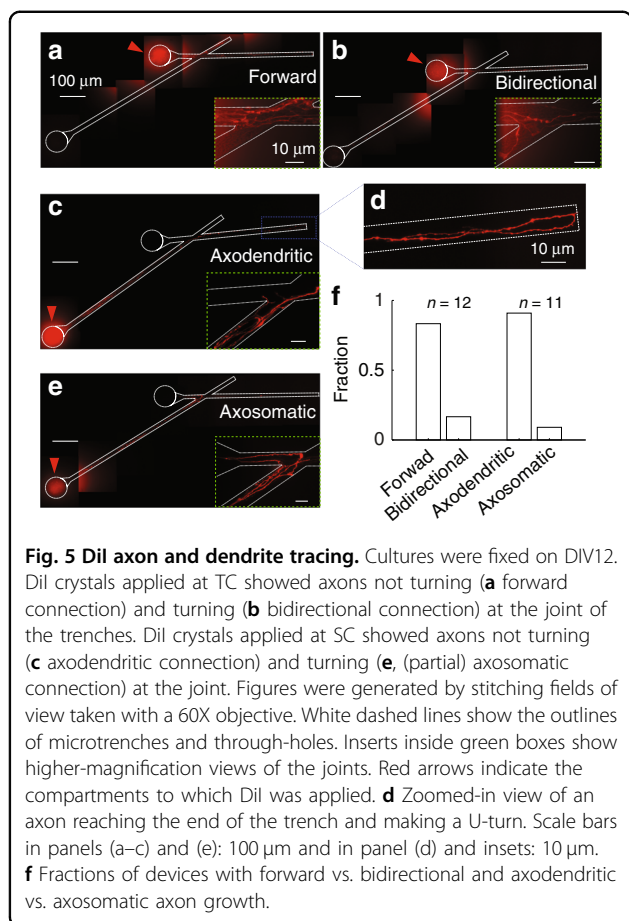 a
100 µm
Forward
10 µm
b
Bidirectional
c
Axodendritic
d
10 µm
e
Axosomatic
f
1
n = 12
n = 11
0.5
0
Fraction
Forwad
Bidirectional
Axodendritic
Axosomatic
Fig. 5 DiI axon and dendrite tracing. Cultures were fixed on DIV12.
DiI crystals applied at TC showed axons not turning (a forward
connection) and turning (b bidirectional connection) at the joint of
the trenches. DiI crystals applied at SC showed axons not turning
(c axodendritic connection) and turning (e, (partial) axosomatic
connection) at the joint. Figures were generated by stitching fields of
view taken with a 60X objective. White dashed lines show the outlines
of microtrenches and through-holes. Inserts inside green boxes show
higher-magnification views of the joints. Red arrows indicate the
compartments to which DiI was applied. d Zoomed-in view of an
axon reaching the end of the trench and making a U-turn. Scale bars
in panels (a–c) and (e): 100 µm and in panel (d) and insets: 10 µm.
f Fractions of devices with forward vs. bidirectional and axodendritic
vs. axosomatic axon growth.